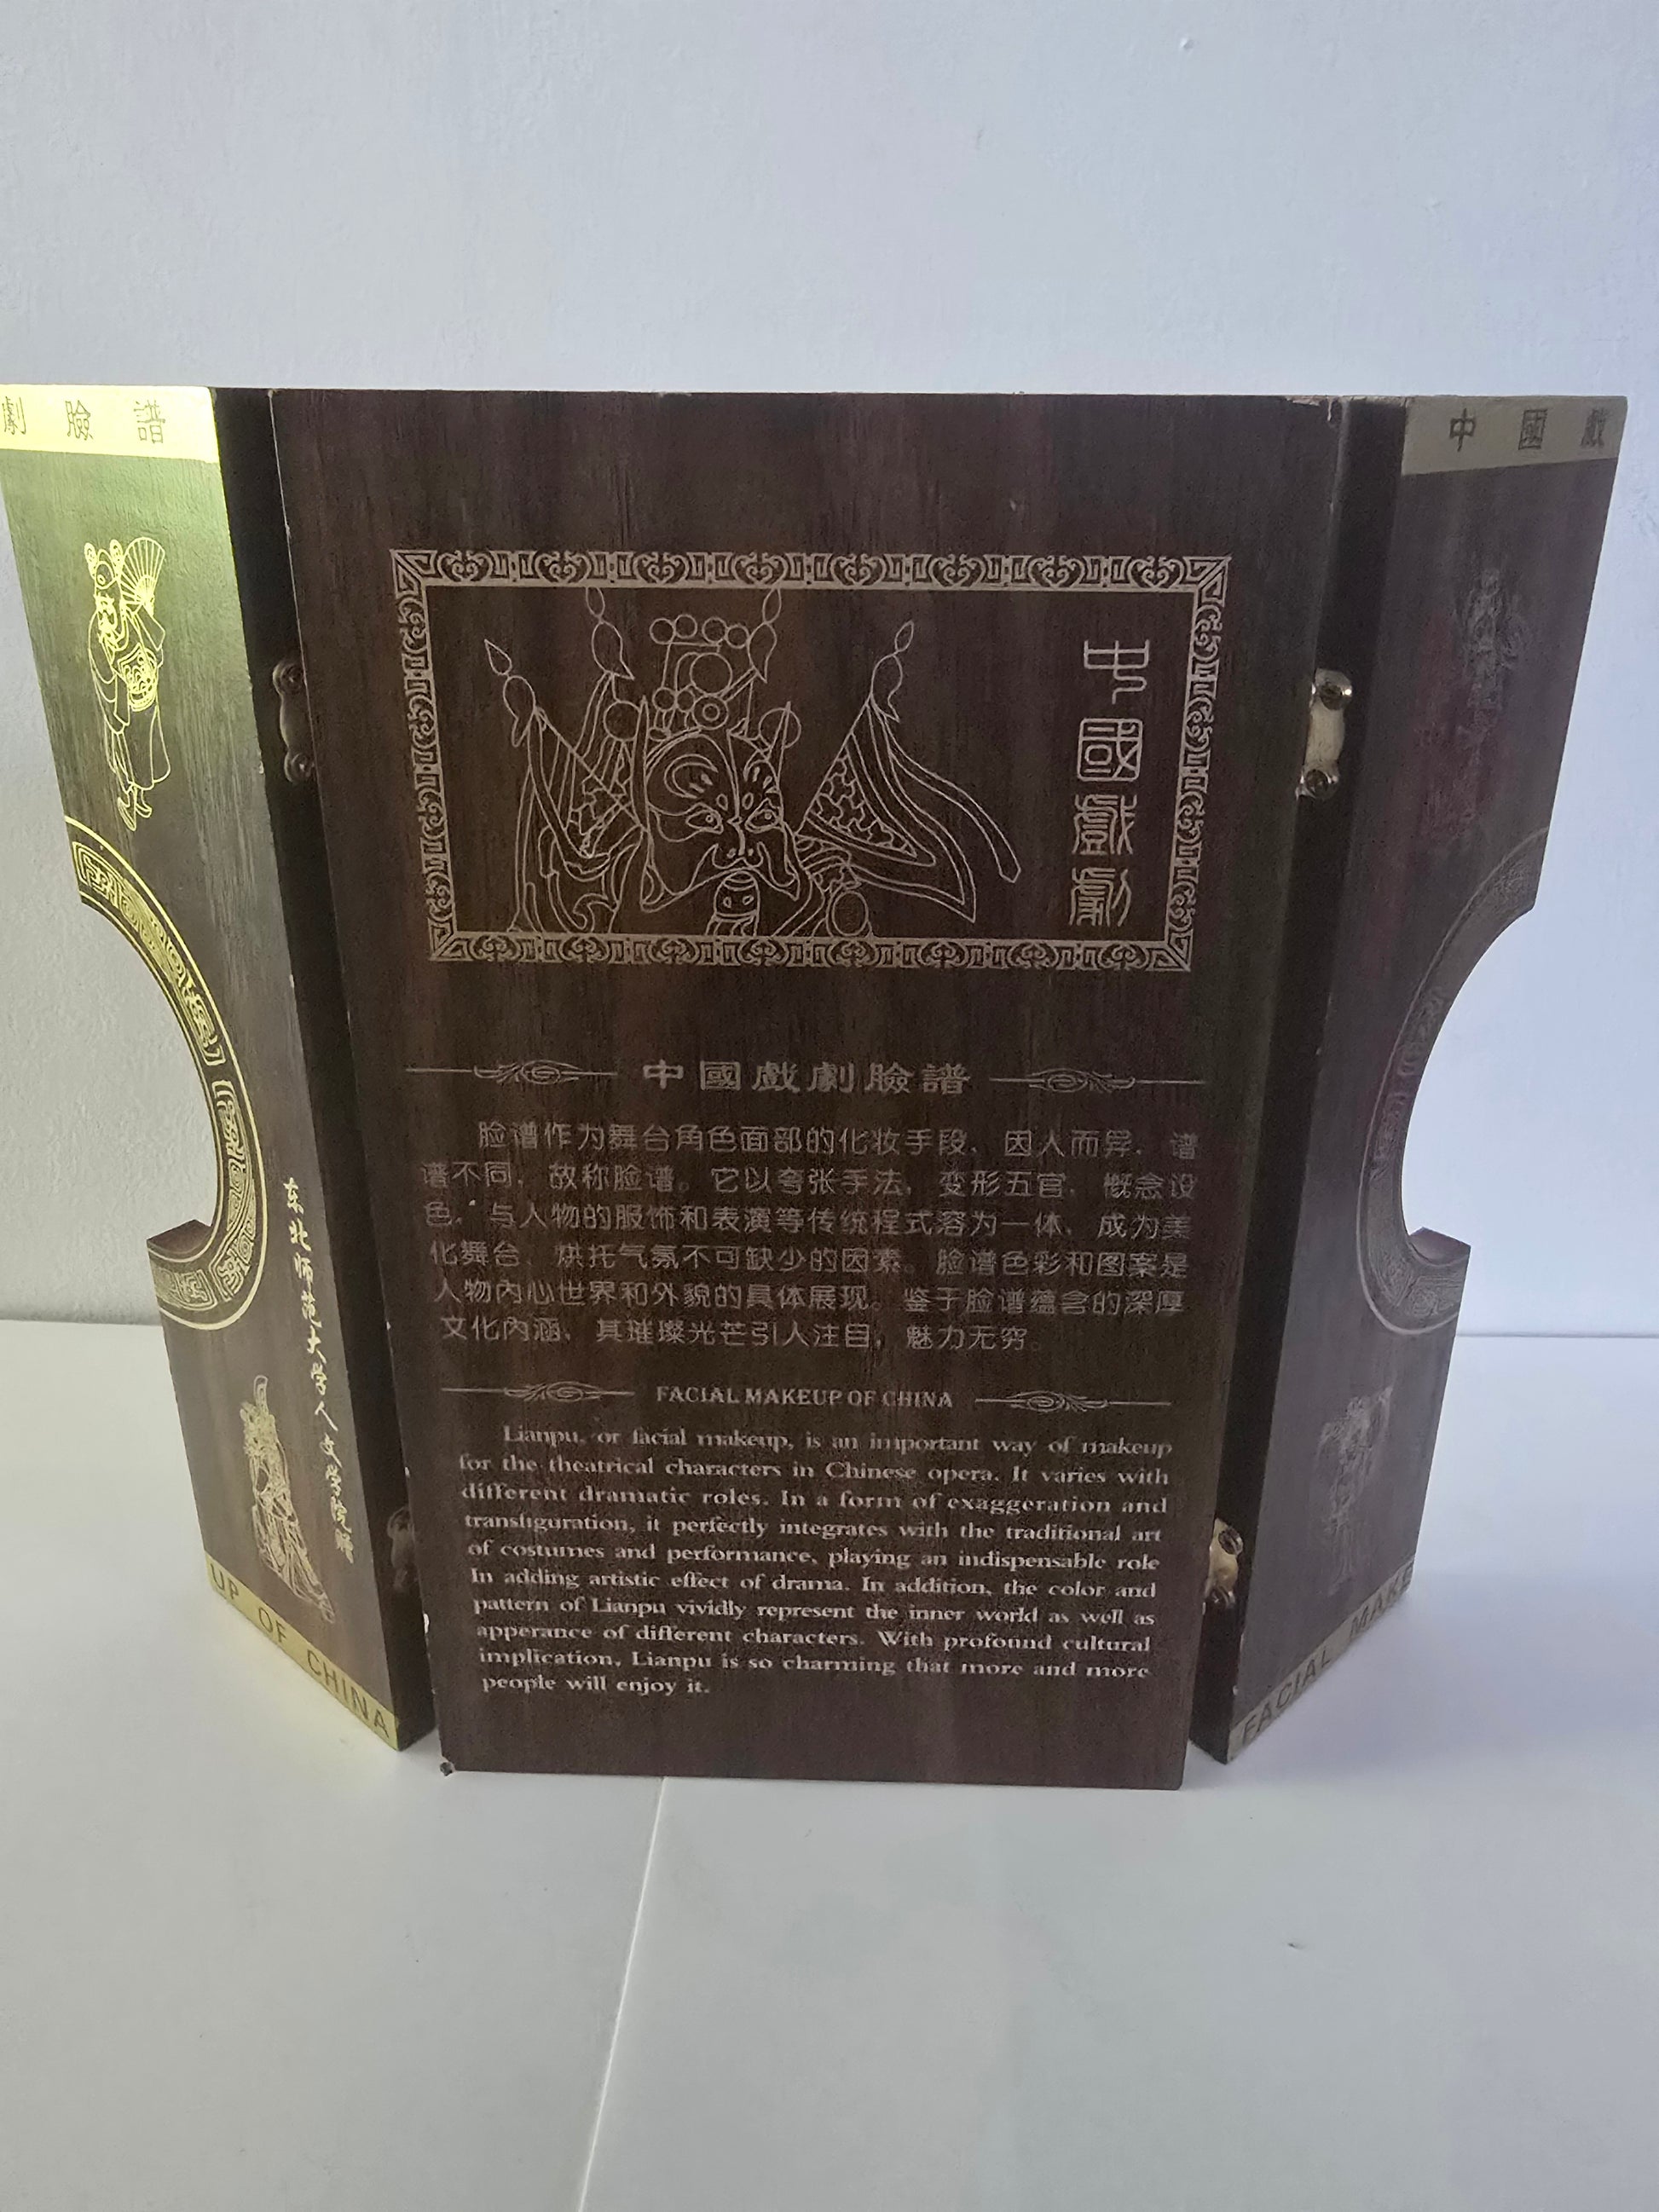 劇 臉 譜
中 國 戲
中國戲劇
中國戲劇臉譜
脸谱作为舞台角色面部的化妆手段，因人而异，谱
谱不同，故称脸谱。它以夸张手法，变形五官，概念设
色，与人物的服饰和表演等传统程式溶为一体，成为美
化舞台，烘托气氛不可缺少的因素。脸谱色彩和图案是
人物内心世界和外貌的具体展现。鉴于脸谱蕴含的深厚
文化内涵，其璀璨光芒引人注目，魅力无穷。
FACIAL MAKEUP OF CHINA
Lianpu, or facial makeup, is an important way of makeup
for the theatrical characters in Chinese opera. It varies with
different dramatic roles. In a form of exaggeration and
transfiguration, it perfectly integrates with the traditional art
of costumes and performance, playing an indispensable role
In adding artistic effect of drama. In addition, the color and
pattern of Lianpu vividly represent the inner world as well as
apperance of different characters. With profound cultural
implication, Lianpu is so charming that more and more
people will enjoy it.
东北师范大学人文学院赠
UP OF CHINA
FACIAL MAKE